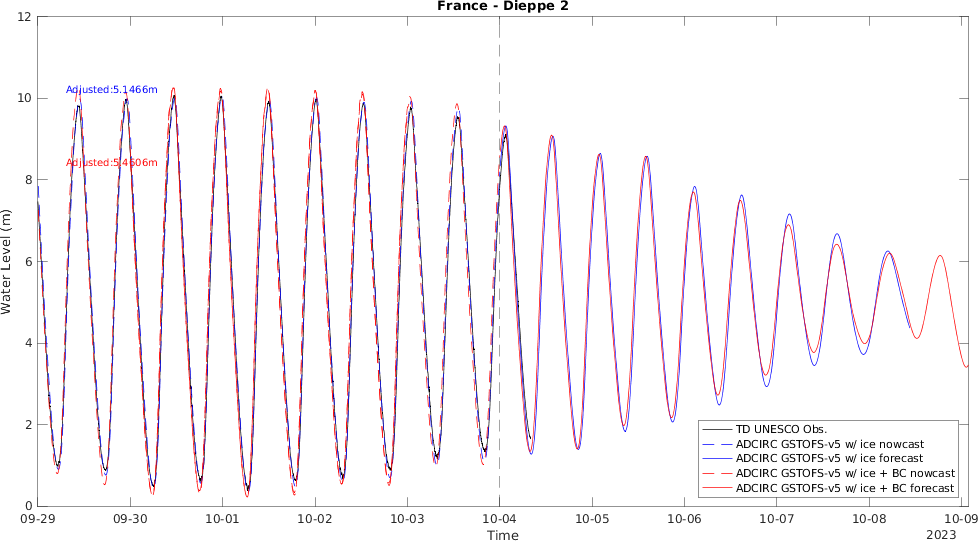 France - Dieppe 2
12
10
8
6
4
2
0
Water Level (m)
Adjusted:5.1466m
Adjusted:5.4606m
TD UNESCO Obs.
ADCIRC GSTOFS-v5 w/ ice nowcast
ADCIRC GSTOFS-v5 w/ ice forecast
ADCIRC GSTOFS-v5 w/ ice + BC nowcast
ADCIRC GSTOFS-v5 w/ ice + BC forecast
09-29 09-30 10-01 10-02 10-03 10-04 10-05 10-06 10-07 10-08 10-09
2023
Time